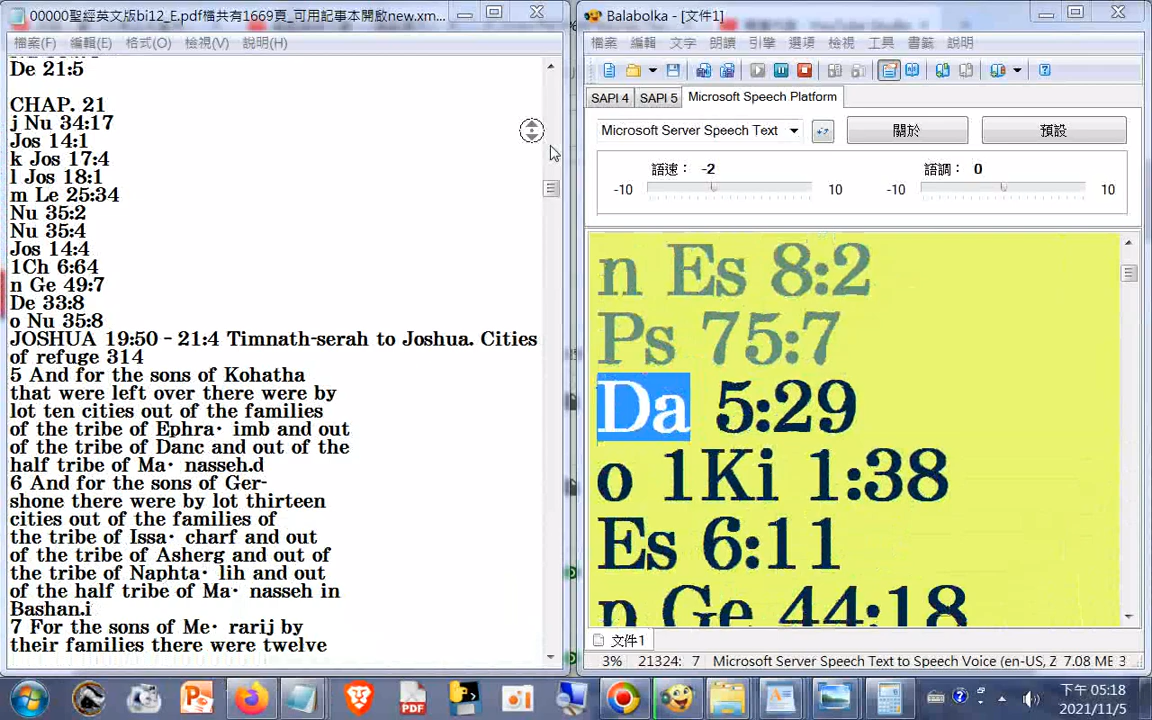 00000聖經英文版bi12_E.pdf檔共有1669頁_可用記事本開啟new.xm...
檔案(F) 編輯(E) 格式(O) 檢視(V) 說明(H)
De 21:5
CHAP. 21
j Nu 34:17
Jos 14:1
k Jos 17:4
l Jos 18:1
m Le 25:34
Nu 35:2
Nu 35:4
Jos 14:4
1Ch 6:64
n Ge 49:7
De 33:8
o Nu 35:8
JOSHUA 19:50 - 21:4 Timnath-serah to Joshua. Cities
of refuge 314
5 And for the sons of Kohatha
that were left over there were by
lot ten cities out of the families
of the tribe of Ephra· imb and out
of the tribe of Danc and out of the
half tribe of Ma· nasseh.d
6 And for the sons of Ger-
shone there were by lot thirteen
cities out of the families of
the tribe of Issa· charf and out
of the tribe of Asherg and out of
the tribe of Naphta· lih and out
of the half tribe of Ma· nasseh in
Bashan.i
7 For the sons of Me· rarij by
their families there were twelve
Balabolka - [文件1]
檔案 編輯 文字 朗讀 引擎 選項 檢視 工具 書籤 說明
SAPI 4 SAPI 5 Microsoft Speech Platform
Microsoft Server Speech Text 關於 預設
語速： -2 語調： 0
-10 10 -10 10
n Es 8:2
Ps 75:7
Da 5:29
o 1Ki 1:38
Es 6:11
p Ge 44:18
文件1
3% 21324: 7 Microsoft Server Speech Text to Speech Voice (en-US, Z 7.08 ME 3
下午 05:18
2021/11/5